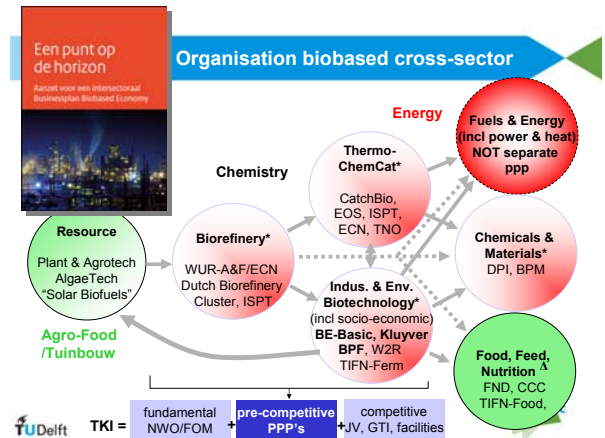 Een punt op
de horizon
Aanzet voor een intersectoraal
Businessplan Biobased Economy
Organisation biobased cross-sector
Energy
Fuels & Energy
(incl power & heat)
NOT separate
ppp
Chemistry
Thermo-
ChemCat*
CatchBio,
EOS, ISPT,
ECN, TNO
Resource
Plant & Agrotech
AlgaeTech
"Solar Biofuels"
Biorefinery*
WUR-A&F/ECN
Dutch Biorefinery
Cluster, ISPT
Chemicals &
Materials*
DPI, BPM
Indus. & Env.
Biotechnology*
(incl socio-economic)
BE-Basic, Kluyver
BPF, W2R
TIFN-Ferm
Agro-Food
/Tuinbouw
Food, Feed,
Nutrition Δ
FND, CCC
TIFN-Food,
TUDelft
TKI =
fundamental
NWO/FOM
+
pre-competitive
PPP's
+
competitive
JV, GTI, facilities